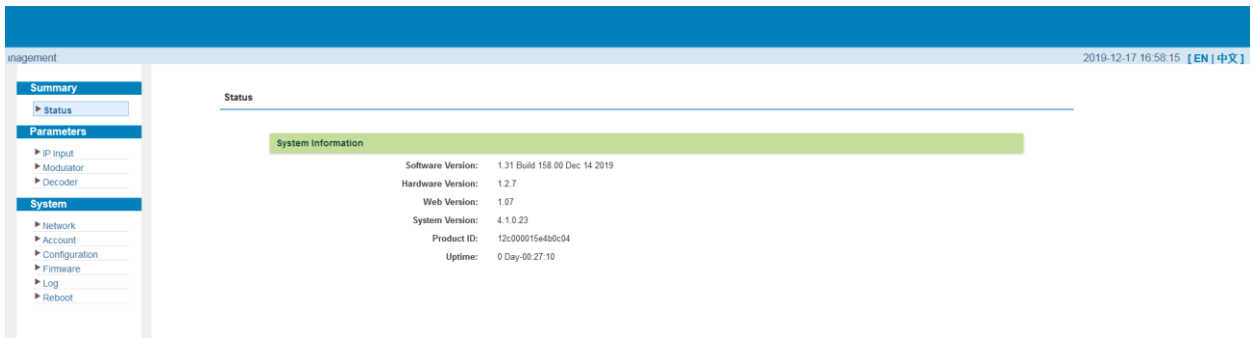 anagement
2019-12-17 16:58:15 [ EN | 中文 ]
Summary
Status
Parameters
IP Input
Modulator
Decoder
System
Network
Account
Configuration
Firmware
Log
Reboot
Status
System Information
Software Version: 1.31 Build 158.00 Dec 14 2019
Hardware Version: 1.2.7
Web Version: 1.07
System Version: 4.1.0.23
Product ID: 12c000015e4b0c04
Uptime: 0 Day-00:27:10